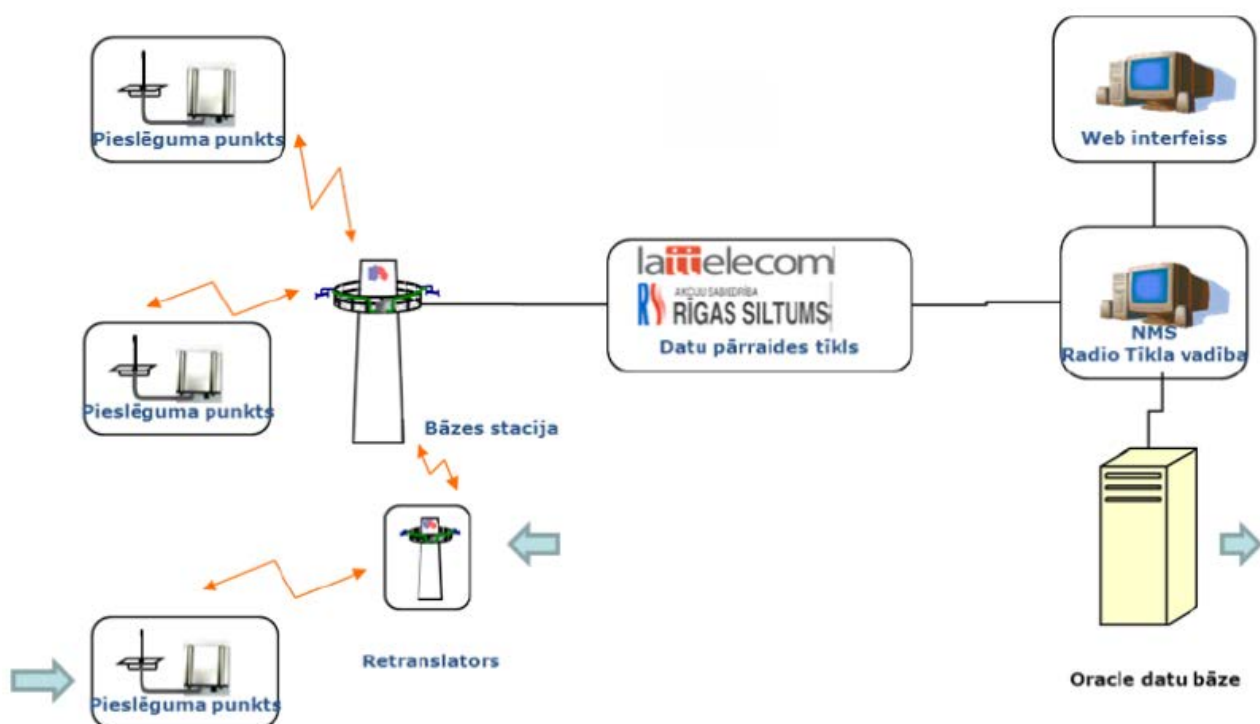 Pieslēguma punkts
Web interfeiss
lattelecom
AKCIJU SABIEDRĪBA
RS RĪGAS SILTUMS
Datu pārraides tīkls
NMS
Radio Tīkla vadība
Pieslēguma punkts
Bāzes stacija
Retranslators
Pieslēguma punkts
Oracle datu bāze